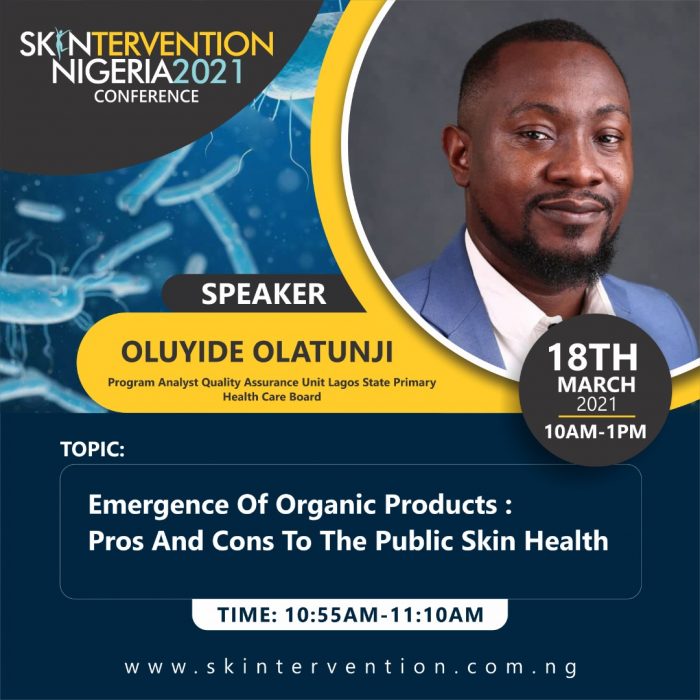 SKINTERVENTION
NIGERIA2021
CONFERENCE
SPEAKER
OLUYIDE OLATUNJI
Program Analyst Quality Assurance Unit Lagos State Primary
Health Care Board
18TH
MARCH
2021
10AM-1PM
TOPIC:
Emergence Of Organic Products :
Pros And Cons To The Public Skin Health
TIME: 10:55AM-11:10AM
www.skintervention.com.ng